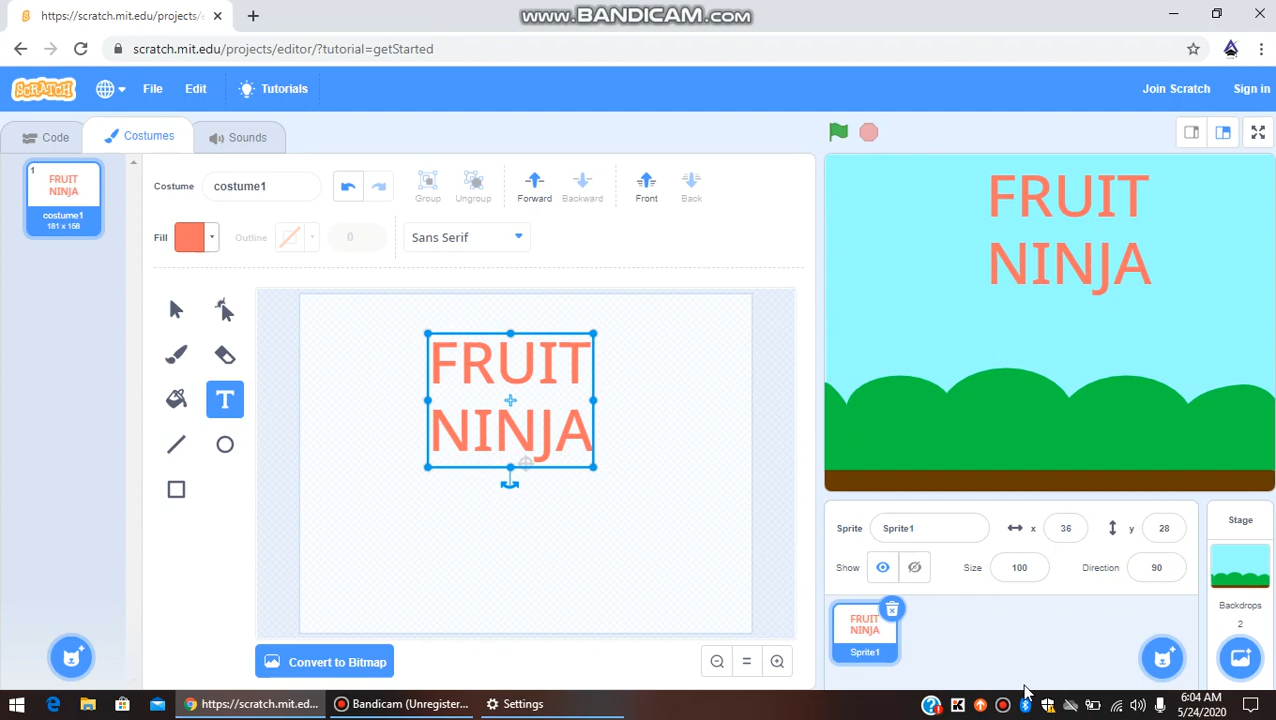 www.BANDICAM.com
https://scratch.mit.edu/projects/e
scratch.mit.edu/projects/editor/?tutorial=getStarted
SCRATCH
File
Edit
Tutorials
Join Scratch
Sign in
Code
Costumes
Sounds
1
FRUIT
NINJA
costume1
181 x 158
Costume
costume1
Group
Ungroup
Forward
Backward
Front
Back
Fill
Outline
0
Sans Serif
T
FRUIT
NINJA
Convert to Bitmap
FRUIT
NINJA
Sprite
Sprite1
x
36
y
28
Show
Size
100
Direction
90
FRUIT
NINJA
Sprite1
Stage
Backdrops
2
https://scratch.mit.ed...
Bandicam (Unregister...
Settings
6:04 AM
5/24/2020